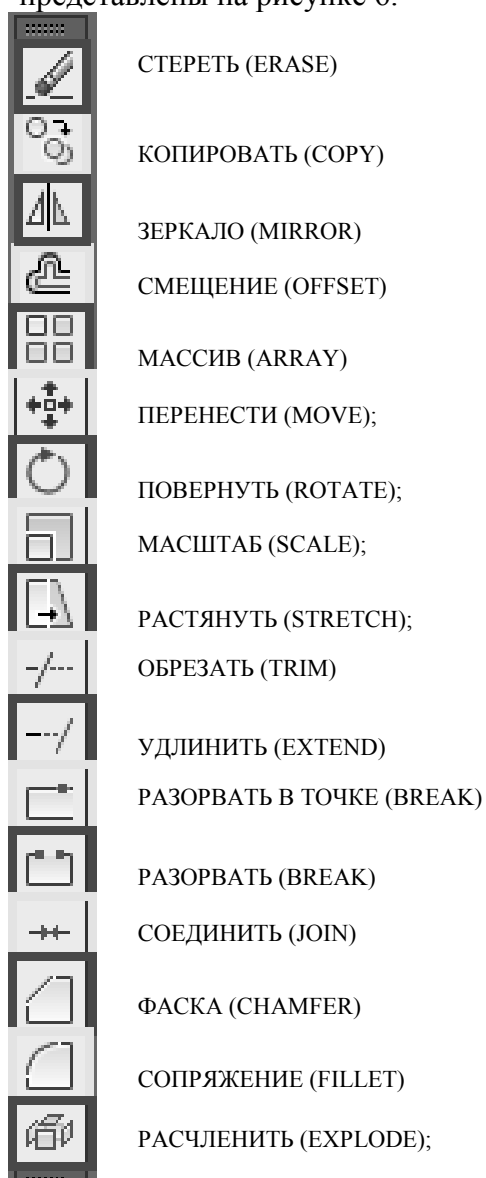 представлены на рисунке 6.
СТЕРЕТЬ (ERASE)
КОПИРОВАТЬ (COPY)
ЗЕРКАЛО (MIRROR)
СМЕЩЕНИЕ (OFFSET)
МАССИВ (ARRAY)
ПЕРЕНЕСТИ (MOVE);
ПОВЕРНУТЬ (ROTATE);
МАСШТАБ (SCALE);
РАСТЯНУТЬ (STRETCH);
ОБРЕЗАТЬ (TRIM)
УДЛИНИТЬ (EXTEND)
РАЗОРВАТЬ В ТОЧКЕ (BREAK)
РАЗОРВАТЬ (BREAK)
СОЕДИНИТЬ (JOIN)
ФАСКА (CHAMFER)
СОПРЯЖЕНИЕ (FILLET)
РАСЧЛЕНИТЬ (EXPLODE);